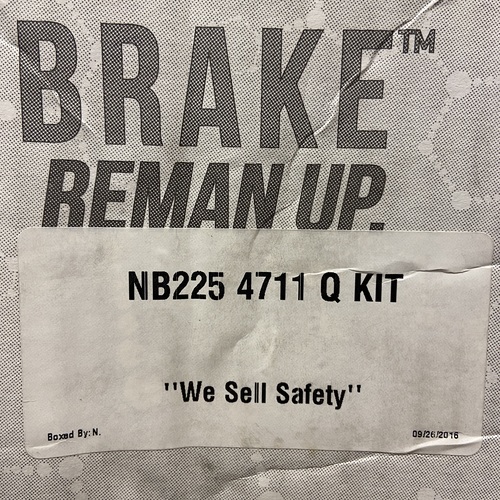 BRAKE™
REMAN UP.
NB225 4711 Q KIT
"We Sell Safety"
Boxed By: N.
09/26/2016